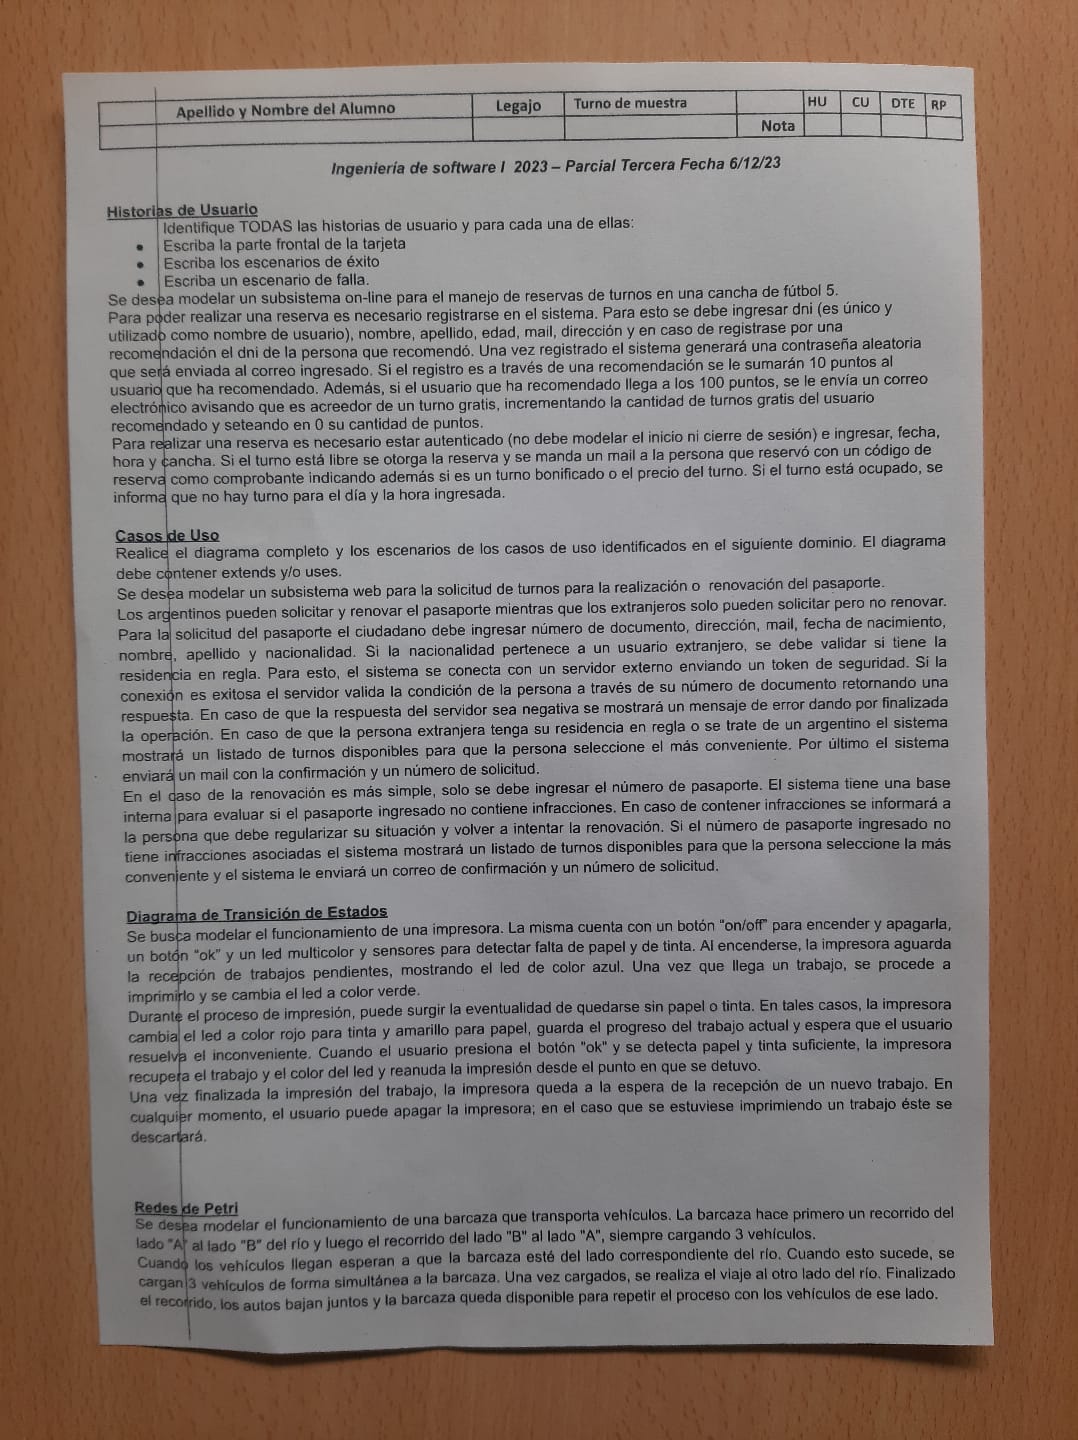 Apellido y Nombre del Alumno Legajo Turno de muestra HU CU DTE RP
Nota
Ingeniería de software I 2023 – Parcial Tercera Fecha 6/12/23
Historias de Usuario
Identifique TODAS las historias de usuario y para cada una de ellas:
• Escriba la parte frontal de la tarjeta
• Escriba los escenarios de éxito
• Escriba un escenario de falla.
Se desea modelar un subsistema on-line para el manejo de reservas de turnos en una cancha de fútbol 5.
Para poder realizar una reserva es necesario registrarse en el sistema. Para esto se debe ingresar dni (es único y
utilizado como nombre de usuario), nombre, apellido, edad, mail, dirección y en caso de registrase por una
recomendación el dni de la persona que recomendó. Una vez registrado el sistema generará una contraseña aleatoria
que será enviada al correo ingresado. Si el registro es a través de una recomendación se le sumarán 10 puntos al
usuario que ha recomendado. Además, si el usuario que ha recomendado llega a los 100 puntos, se le envía un correo
electrónico avisando que es acreedor de un turno gratis, incrementando la cantidad de turnos gratis del usuario
recomendado y seteando en 0 su cantidad de puntos.
Para realizar una reserva es necesario estar autenticado (no debe modelar el inicio ni cierre de sesión) e ingresar, fecha,
hora y cancha. Si el turno está libre se otorga la reserva y se manda un mail a la persona que reservó con un código de
reserva como comprobante indicando además si es un turno bonificado o el precio del turno. Si el turno está ocupado, se
informa que no hay turno para el día y la hora ingresada.
Casos de Uso
Realice el diagrama completo y los escenarios de los casos de uso identificados en el siguiente dominio. El diagrama
debe contener extends y/o uses.
Se desea modelar un subsistema web para la solicitud de turnos para la realización o renovación del pasaporte.
Los argentinos pueden solicitar y renovar el pasaporte mientras que los extranjeros solo pueden solicitar pero no renovar.
Para la solicitud del pasaporte el ciudadano debe ingresar número de documento, dirección, mail, fecha de nacimiento,
nombre, apellido y nacionalidad. Si la nacionalidad pertenece a un usuario extranjero, se debe validar si tiene la
residencia en regla. Para esto, el sistema se conecta con un servidor externo enviando un token de seguridad. Si la
conexión es exitosa el servidor valida la condición de la persona a través de su número de documento retornando una
respuesta. En caso de que la respuesta del servidor sea negativa se mostrará un mensaje de error dando por finalizada
la operación. En caso de que la persona extranjera tenga su residencia en regla o se trate de un argentino el sistema
mostrará un listado de turnos disponibles para que la persona seleccione el más conveniente. Por último el sistema
enviará un mail con la confirmación y un número de solicitud.
En el caso de la renovación es más simple, solo se debe ingresar el número de pasaporte. El sistema tiene una base
interna para evaluar si el pasaporte ingresado no contiene infracciones. En caso de contener infracciones se informará a
la persona que debe regularizar su situación y volver a intentar la renovación. Si el número de pasaporte ingresado no
tiene infracciones asociadas el sistema mostrará un listado de turnos disponibles para que la persona seleccione la más
conveniente y el sistema le enviará un correo de confirmación y un número de solicitud.
Diagrama de Transición de Estados
Se busca modelar el funcionamiento de una impresora. La misma cuenta con un botón “on/off” para encender y apagarla,
un botón “ok” y un led multicolor y sensores para detectar falta de papel y de tinta. Al encenderse, la impresora aguarda
la recepción de trabajos pendientes, mostrando el led de color azul. Una vez que llega un trabajo, se procede a
imprimirlo y se cambia el led a color verde.
Durante el proceso de impresión, puede surgir la eventualidad de quedarse sin papel o tinta. En tales casos, la impresora
cambia el led a color rojo para tinta y amarillo para papel, guarda el progreso del trabajo actual y espera que el usuario
resuelva el inconveniente. Cuando el usuario presiona el botón "ok" y se detecta papel y tinta suficiente, la impresora
recupera el trabajo y el color del led y reanuda la impresión desde el punto en que se detuvo.
Una vez finalizada la impresión del trabajo, la impresora queda a la espera de la recepción de un nuevo trabajo. En
cualquier momento, el usuario puede apagar la impresora; en el caso que se estuviese imprimiendo un trabajo éste se
descartará.
Redes de Petri
Se desea modelar el funcionamiento de una barcaza que transporta vehículos. La barcaza hace primero un recorrido del
lado "A" al lado "B" del río y luego el recorrido del lado "B" al lado "A", siempre cargando 3 vehículos.
Cuando los vehículos llegan esperan a que la barcaza esté del lado correspondiente del río. Cuando esto sucede, se
cargan 3 vehículos de forma simultánea a la barcaza. Una vez cargados, se realiza el viaje al otro lado del río. Finalizado
el recorrido, los autos bajan juntos y la barcaza queda disponible para repetir el proceso con los vehículos de ese lado.